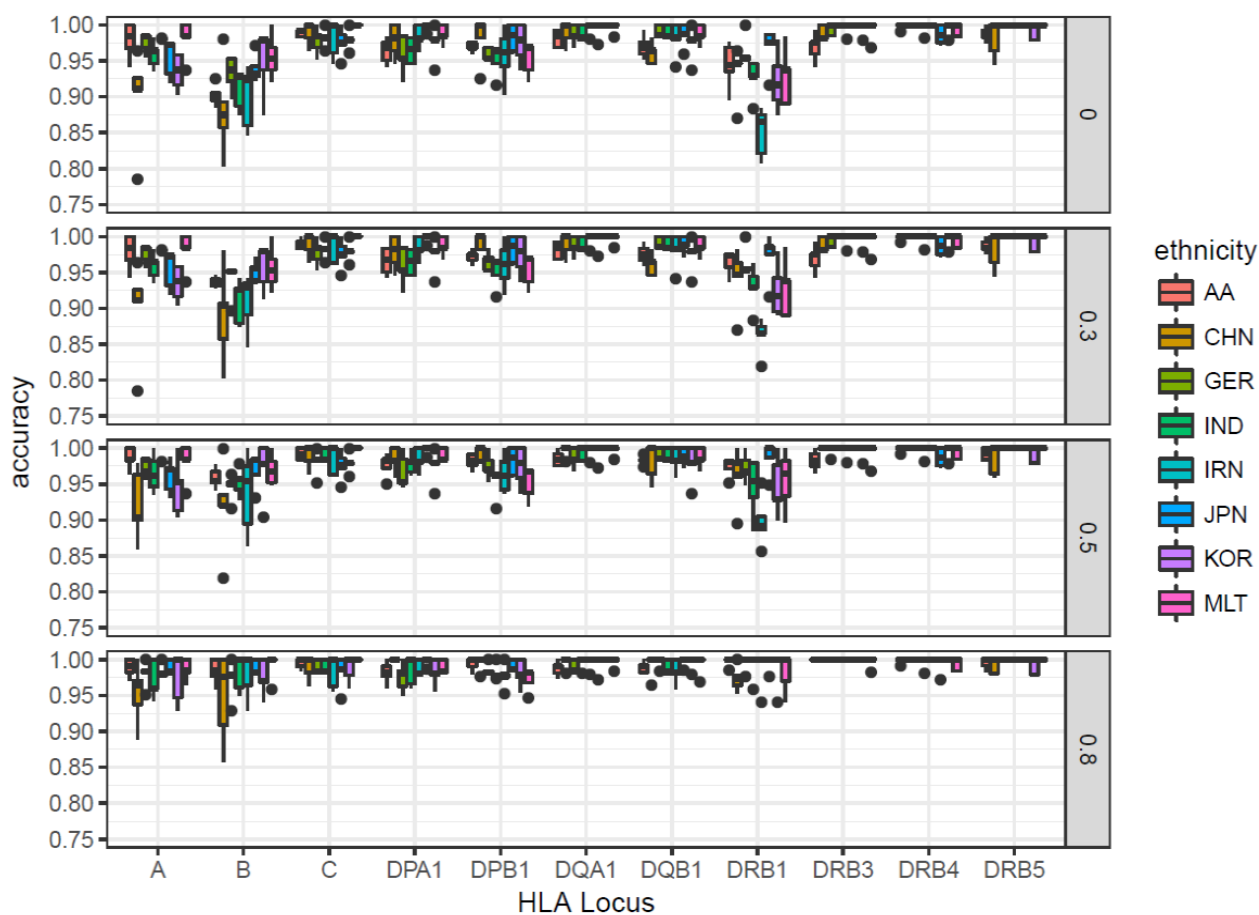 accuracy
1.00
0.95
0.90
0.85
0.80
0.75
0
1.00
0.95
0.90
0.85
0.80
0.75
0.3
1.00
0.95
0.90
0.85
0.80
0.75
0.5
1.00
0.95
0.90
0.85
0.80
0.75
0.8
A B C DPA1 DPB1 DQA1 DQB1 DRB1 DRB3 DRB4 DRB5
HLA Locus
ethnicity
AA
CHN
GER
IND
IRN
JPN
KOR
MLT